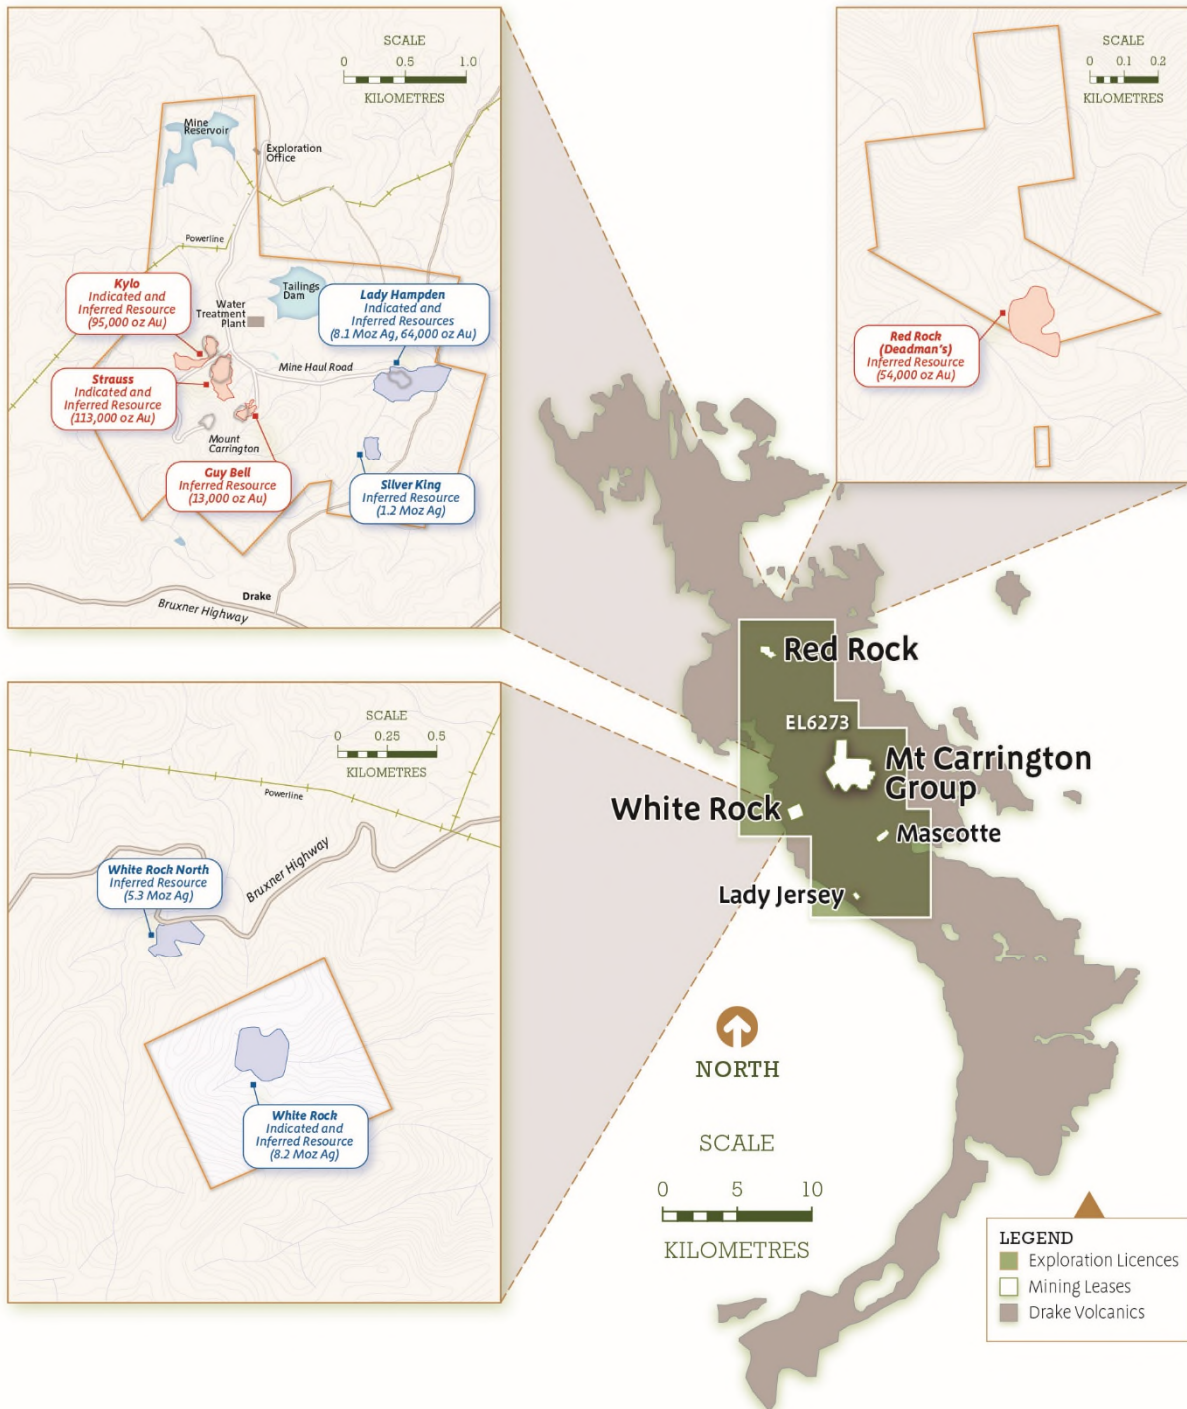 SCALE
0 0.5 1.0
KILOMETRES
Mine
Reservoir
Exploration
Office
Powerline
Kylo
Indicated and
Inferred Resource
(95,000 oz Au)
Water
Treatment
Plant
Tailings
Dam
Lady Hampden
Indicated and
Inferred Resources
(8.1 Moz Ag, 64,000 oz Au)
Strauss
Indicated and
Inferred Resource
(113,000 oz Au)
Mine Haul Road
Mount
Carrington
Guy Bell
Inferred Resource
(13,000 oz Au)
Silver King
Inferred Resource
(1.2 Moz Ag)
Drake
Bruxner Highway
SCALE
0 0.1 0.2
KILOMETRES
Red Rock
(Deadman's)
Inferred Resource
(54,000 oz Au)
SCALE
0 0.25 0.5
KILOMETRES
Powerline
Bruxner Highway
White Rock North
Inferred Resource
(5.3 Moz Ag)
White Rock
Indicated and
Inferred Resource
(8.2 Moz Ag)
Red Rock
EL6273
Mt Carrington
Group
White Rock
Mascotte
Lady Jersey
NORTH
SCALE
0 5 10
KILOMETRES
LEGEND
Exploration Licences
Mining Leases
Drake Volcanics